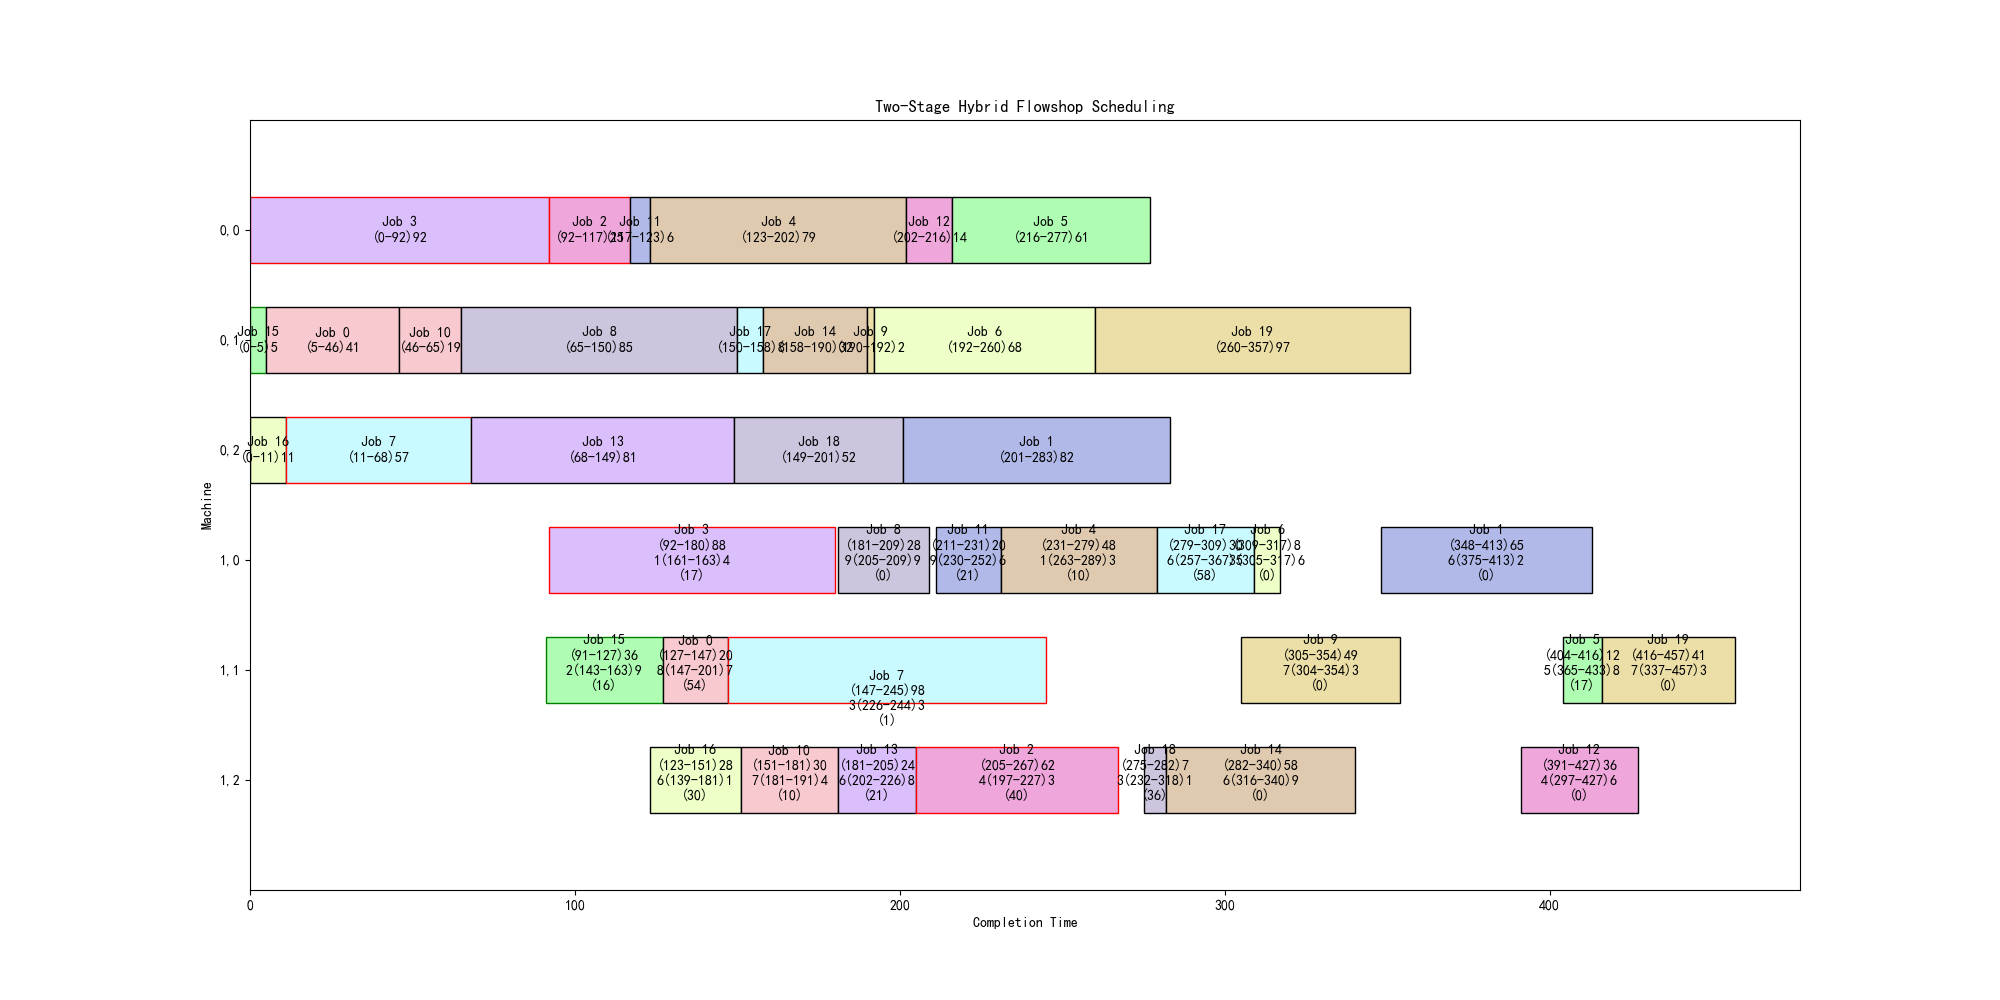 Two-Stage Hybrid Flowshop Scheduling
0,0
Job 3
(0-92)92
Job 2
(92-117)25
Job 11
(117-123)6
Job 4
(123-202)79
Job 12
(202-216)14
Job 5
(216-277)61
0,1
Job 15
(0-5)5
Job 0
(5-46)41
Job 10
(46-65)19
Job 8
(65-150)85
Job 17
(150-158)8
Job 14
(158-190)32
Job 9
(190-192)2
Job 6
(192-260)68
Job 19
(260-357)97
0,2
Job 16
(0-11)11
Job 7
(11-68)57
Job 13
(68-149)81
Job 18
(149-201)52
Job 1
(201-283)82
Machine
1,0
Job 3
(92-180)88
1(161-163)4
(17)
Job 8
(181-209)28
9(205-209)9
(0)
Job 11
(211-231)20
9(230-252)6
(21)
Job 4
(231-279)48
1(263-289)3
(10)
Job 17
(279-309)30
(58)
Job 6
(309-317)8
(0)
Job 1
(348-413)65
6(375-413)2
(0)
1,1
Job 15
(91-127)36
2(143-163)9
(16)
Job 0
(127-147)20
8(147-201)7
(54)
Job 7
(147-245)98
3(226-244)3
(1)
Job 9
(305-354)49
7(304-354)3
(0)
Job 5
(404-416)12
5(365-433)8
(17)
Job 19
(416-457)41
7(337-457)3
(0)
1,2
Job 16
(123-151)28
6(139-181)1
(30)
Job 10
(151-181)30
7(181-191)4
(10)
Job 13
(181-205)24
6(202-226)8
(21)
Job 2
(205-267)62
4(197-227)3
(40)
Job 18
(275-282)7
3(232-318)1
(36)
Job 14
(282-340)58
6(316-340)9
(0)
Job 12
(391-427)36
4(297-427)6
(0)
0
100
200
300
400
Completion Time